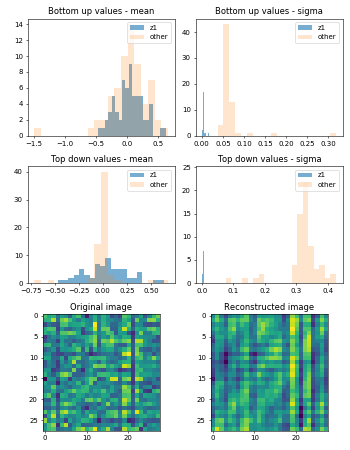 Bottom up values - mean
14
12
10
8
6
4
2
0
z1
other
−1.5 −1.0 −0.5 0.0 0.5
Bottom up values - sigma
40
30
20
10
0
z1
other
0.00 0.05 0.10 0.15 0.20 0.25 0.30
Top down values - mean
40
30
20
10
0
z1
other
−0.75 −0.50 −0.25 0.00 0.25 0.50
Top down values - sigma
25
20
15
10
5
0
z1
other
0.0 0.1 0.2 0.3 0.4
Original image
0
5
10
15
20
25
0 10 20
Reconstructed image
0
5
10
15
20
25
0 10 20